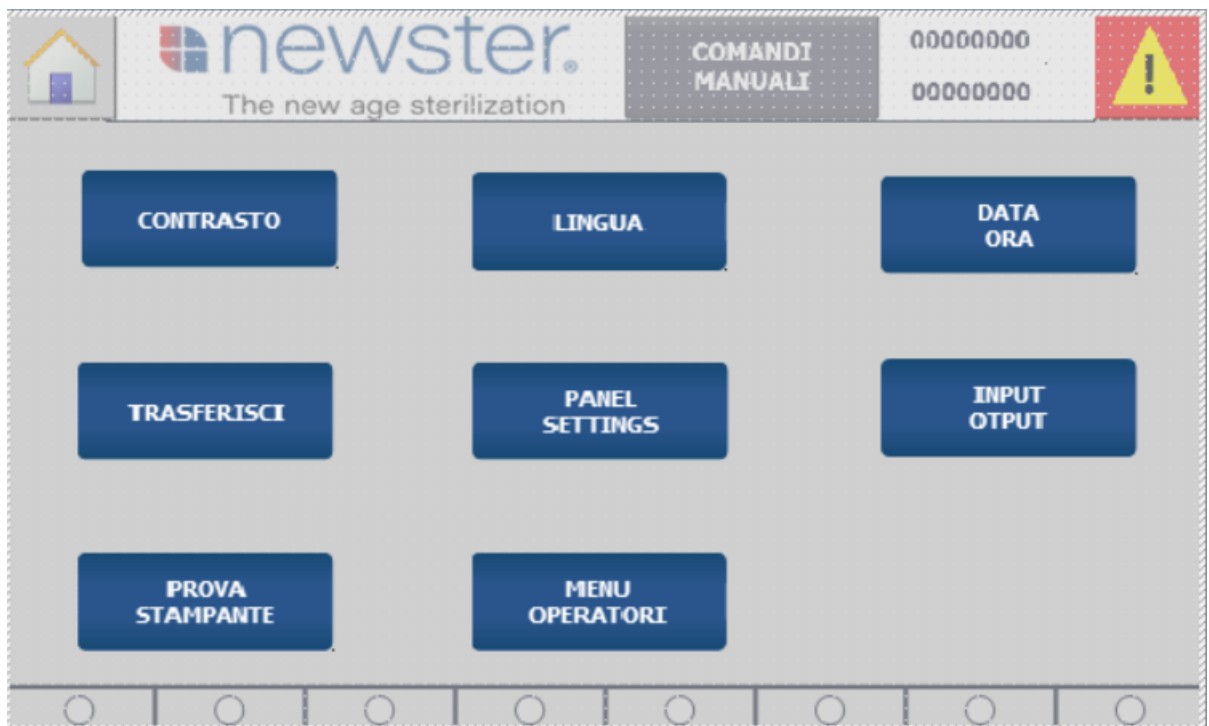 newster®
The new age sterilization
COMANDI
MANUALI
00000000
00000000
!
CONTRASTO
LINGUA
DATA
ORA
TRASFERISCI
PANEL
SETTINGS
INPUT
OTPUT
PROVA
STAMPANTE
MENU
OPERATORI